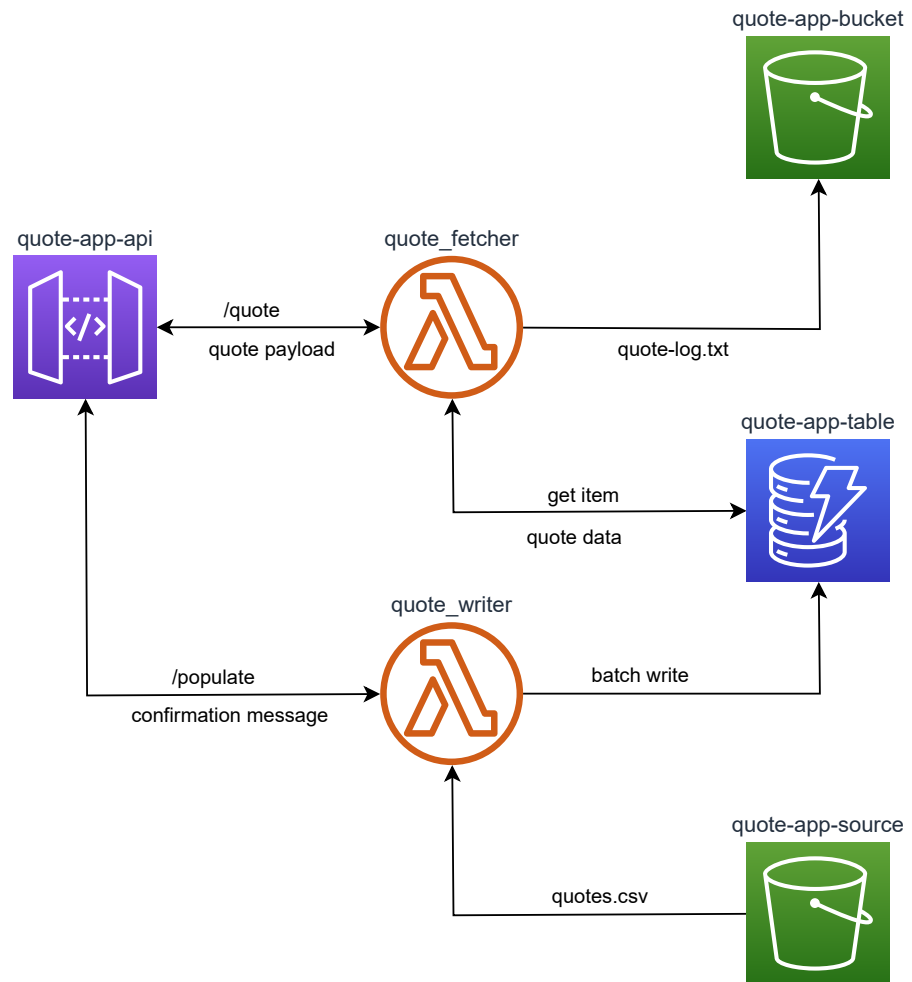 quote-app-bucket
quote-app-api
quote_fetcher
/quote
quote payload
quote-log.txt
quote-app-table
get item
quote data
quote_writer
/populate
batch write
confirmation message
quote-app-source
quotes.csv